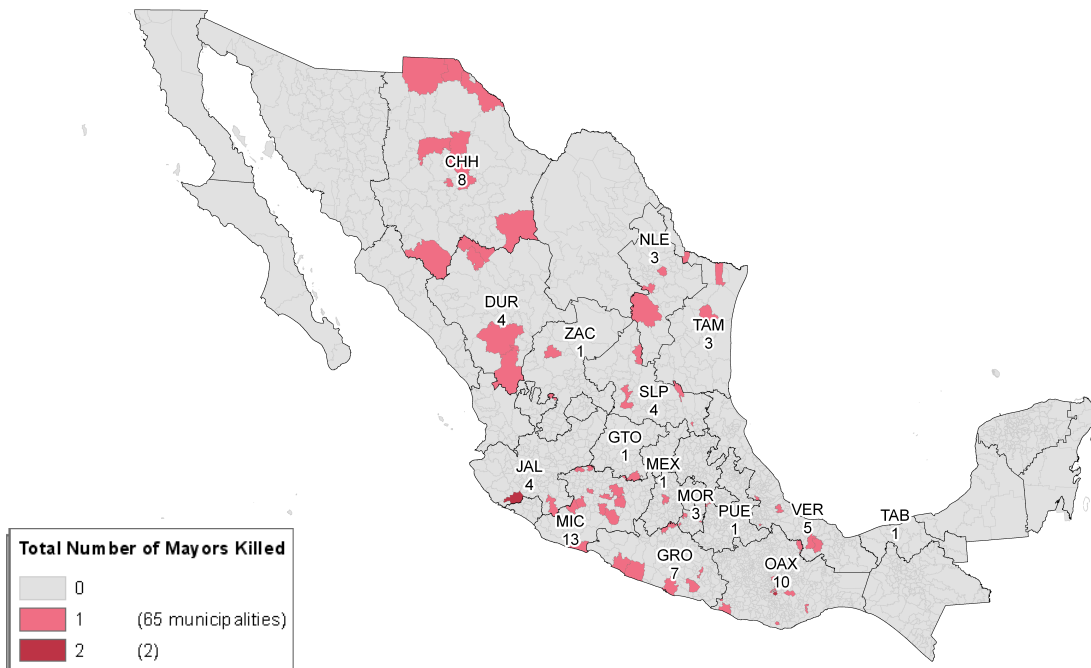 CHH
8
NLE
3
DUR
4
ZAC
1
TAM
3
SLP
4
GTO
1
JAL
4
MEX
1
MOR
3
PUE
1
VER
5
TAB
1
MIC
13
GRO
7
OAX
10
Total Number of Mayors Killed
0
1 (65 municipalities)
2 (2)